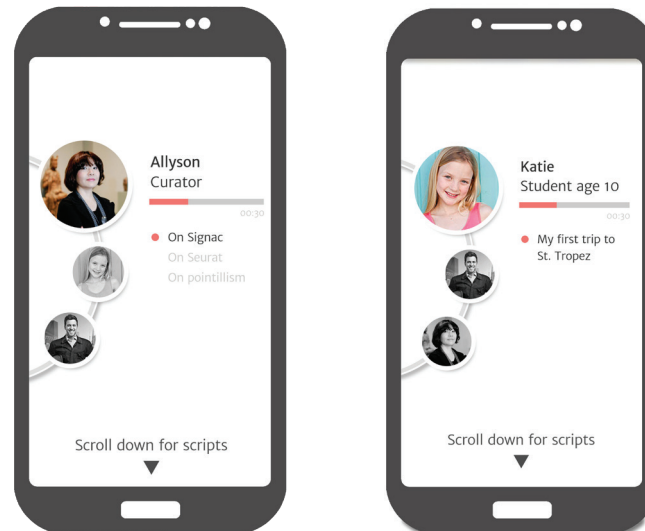 Allyson
Curator
00:30
On Signac
On Seurat
On pointillism
Scroll down for scripts
Katie
Student age 10
00:30
My first trip to
St. Tropez
Scroll down for scripts